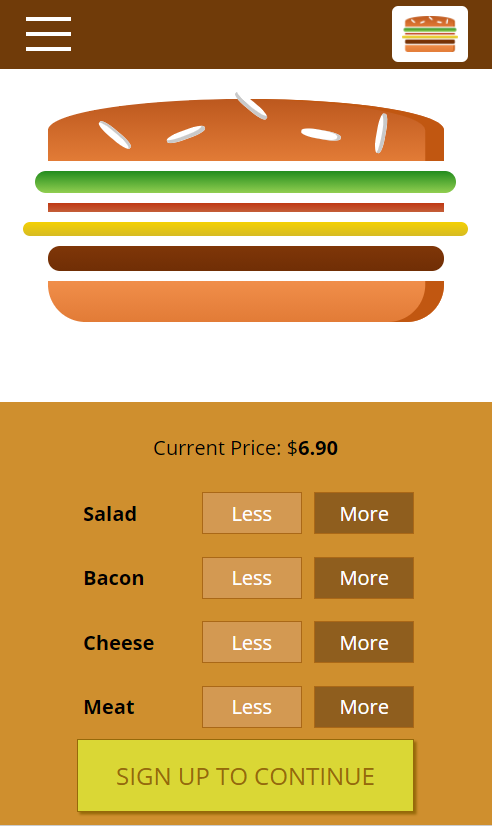 Current Price: $6.90
Salad Less More
Bacon Less More
Cheese Less More
Meat Less More
SIGN UP TO CONTINUE